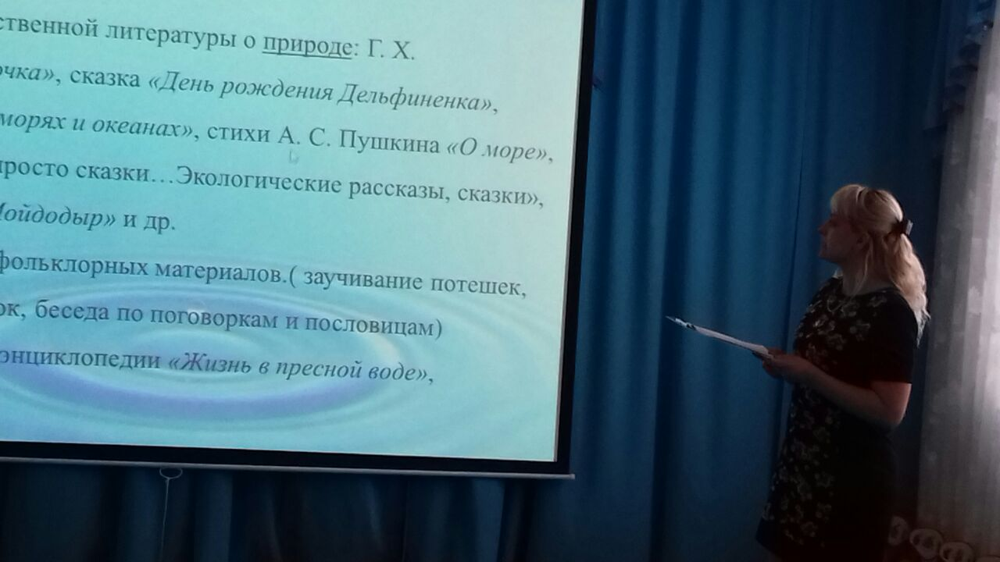 ственной литературы о природе: Г. Х.
очка», сказка «День рождения Дельфиненка»,
морях и океанах», стихи А. С. Пушкина «О море»,
просто сказки…Экологические рассказы, сказки»,
Мойдодыр» и др.
фольклорных материалов.( заучивание потешек,
ок, беседа по поговоркам и пословицам)
энциклопедии «Жизнь в пресной воде»,